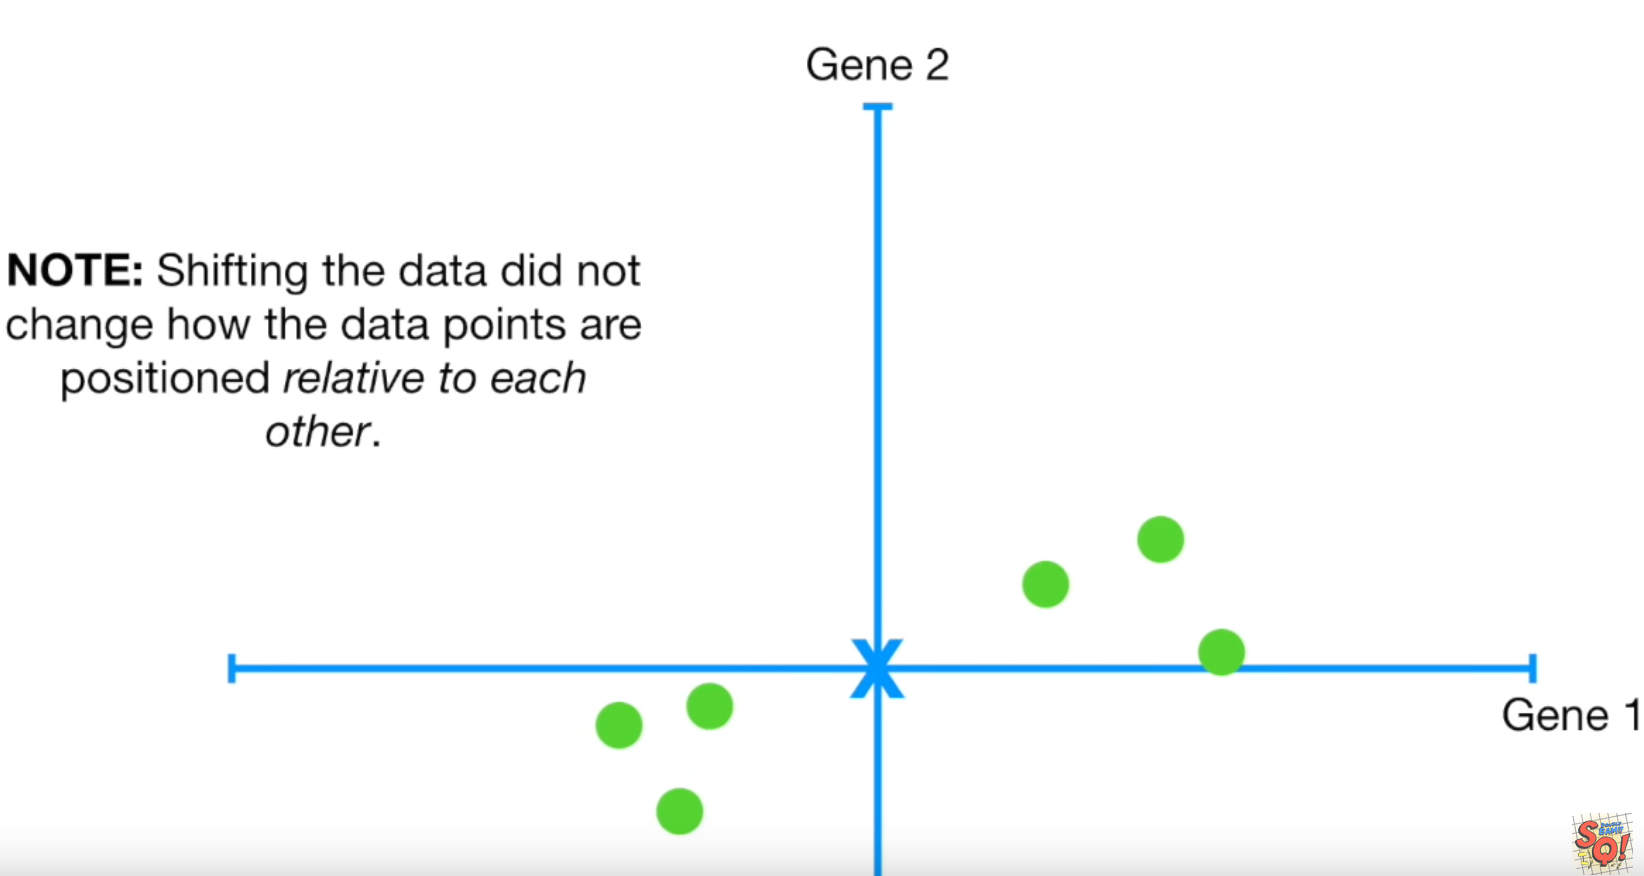 Gene 2
NOTE: Shifting the data did not
change how the data points are
positioned relative to each
other.
X
Gene 1
SQ!